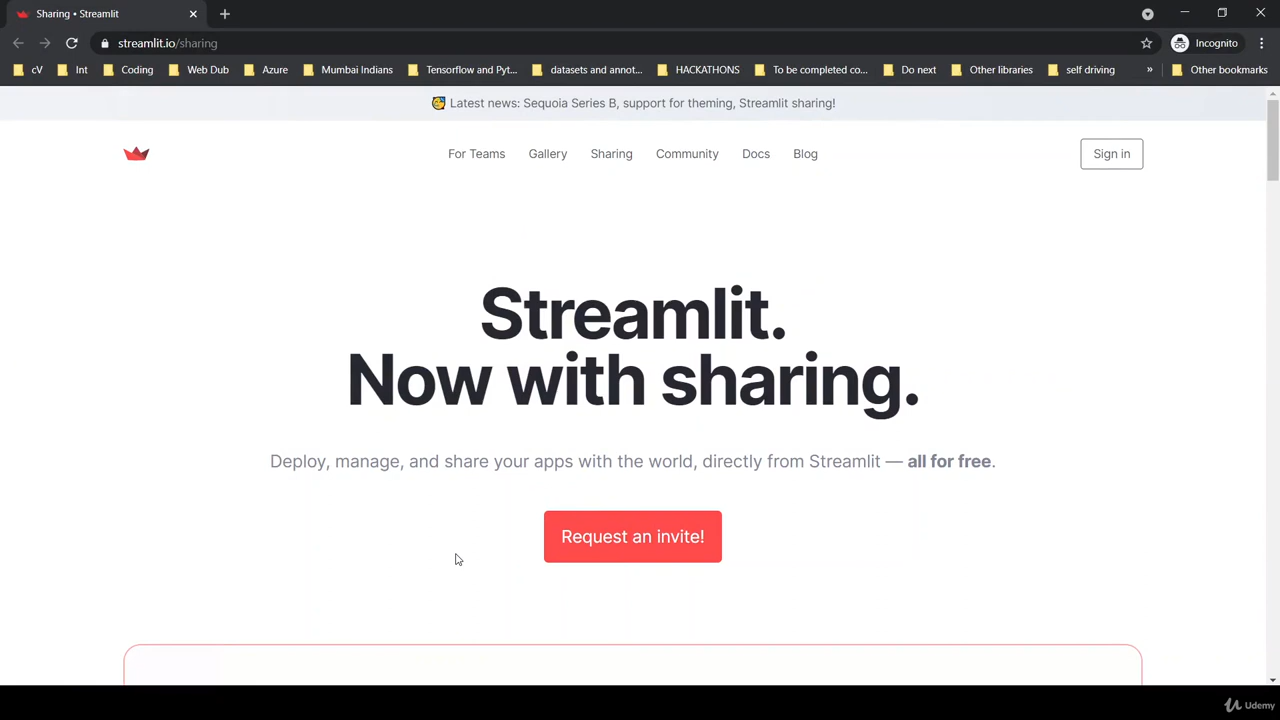 Sharing • Streamlit
streamlit.io/sharing
Incognito
cV
Int
Coding
Web Dub
Azure
Mumbai Indians
Tensorflow and Pyt...
datasets and annot...
HACKATHONS
To be completed co...
Do next
Other libraries
self driving
»
Other bookmarks
Latest news: Sequoia Series B, support for theming, Streamlit sharing!
For Teams
Gallery
Sharing
Community
Docs
Blog
Sign in
Streamlit.
Now with sharing.
Deploy, manage, and share your apps with the world, directly from Streamlit — all for free.
Request an invite!
Udemy